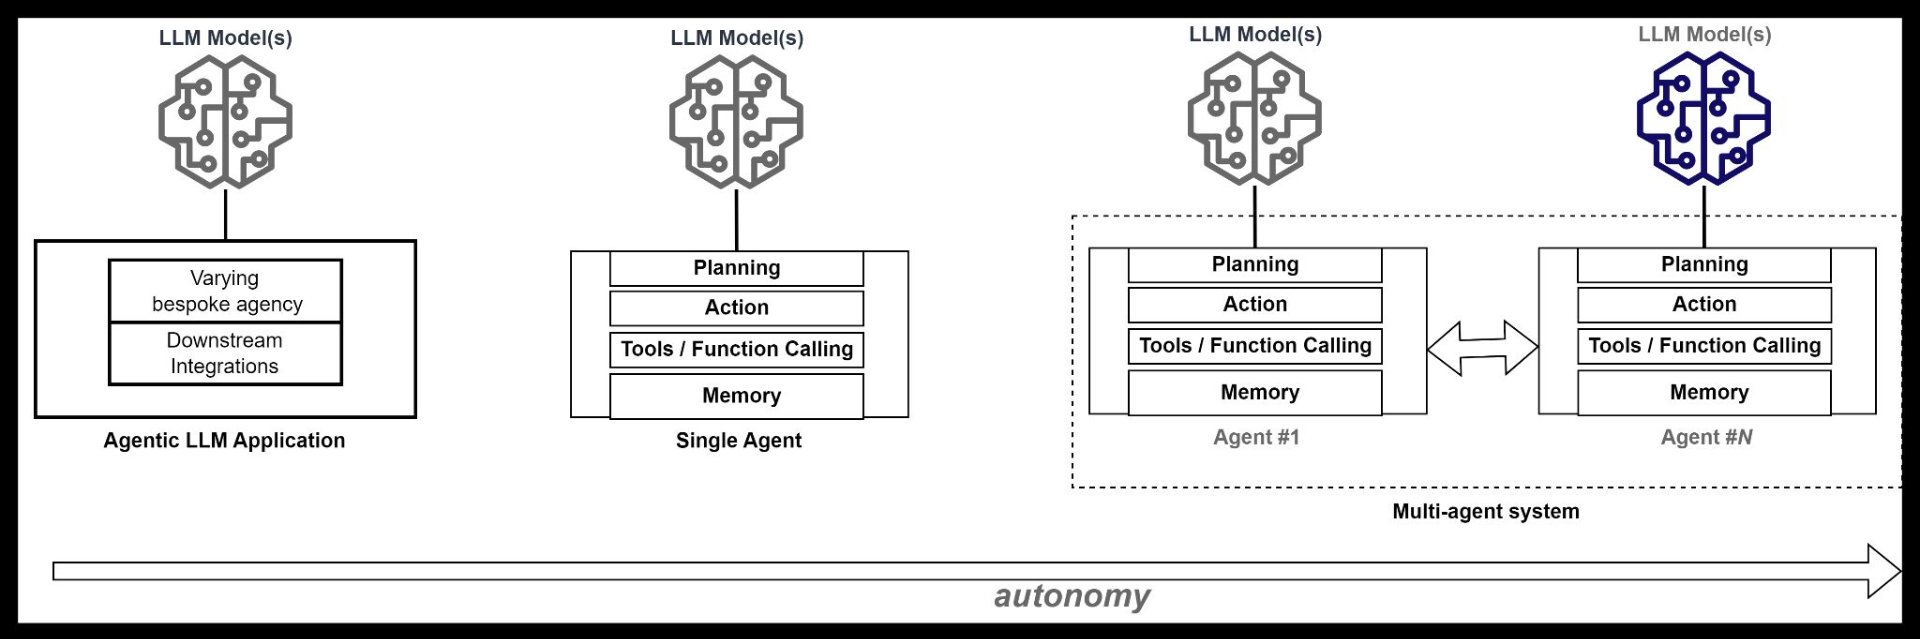 LLM Model(s)
Varying
bespoke agency
Downstream
Integrations
Agentic LLM Application
LLM Model(s)
Planning
Action
Tools / Function Calling
Memory
Single Agent
LLM Model(s)
Planning
Action
Tools / Function Calling
Memory
Agent #1
LLM Model(s)
Planning
Action
Tools / Function Calling
Memory
Agent #N
Multi-agent system
autonomy